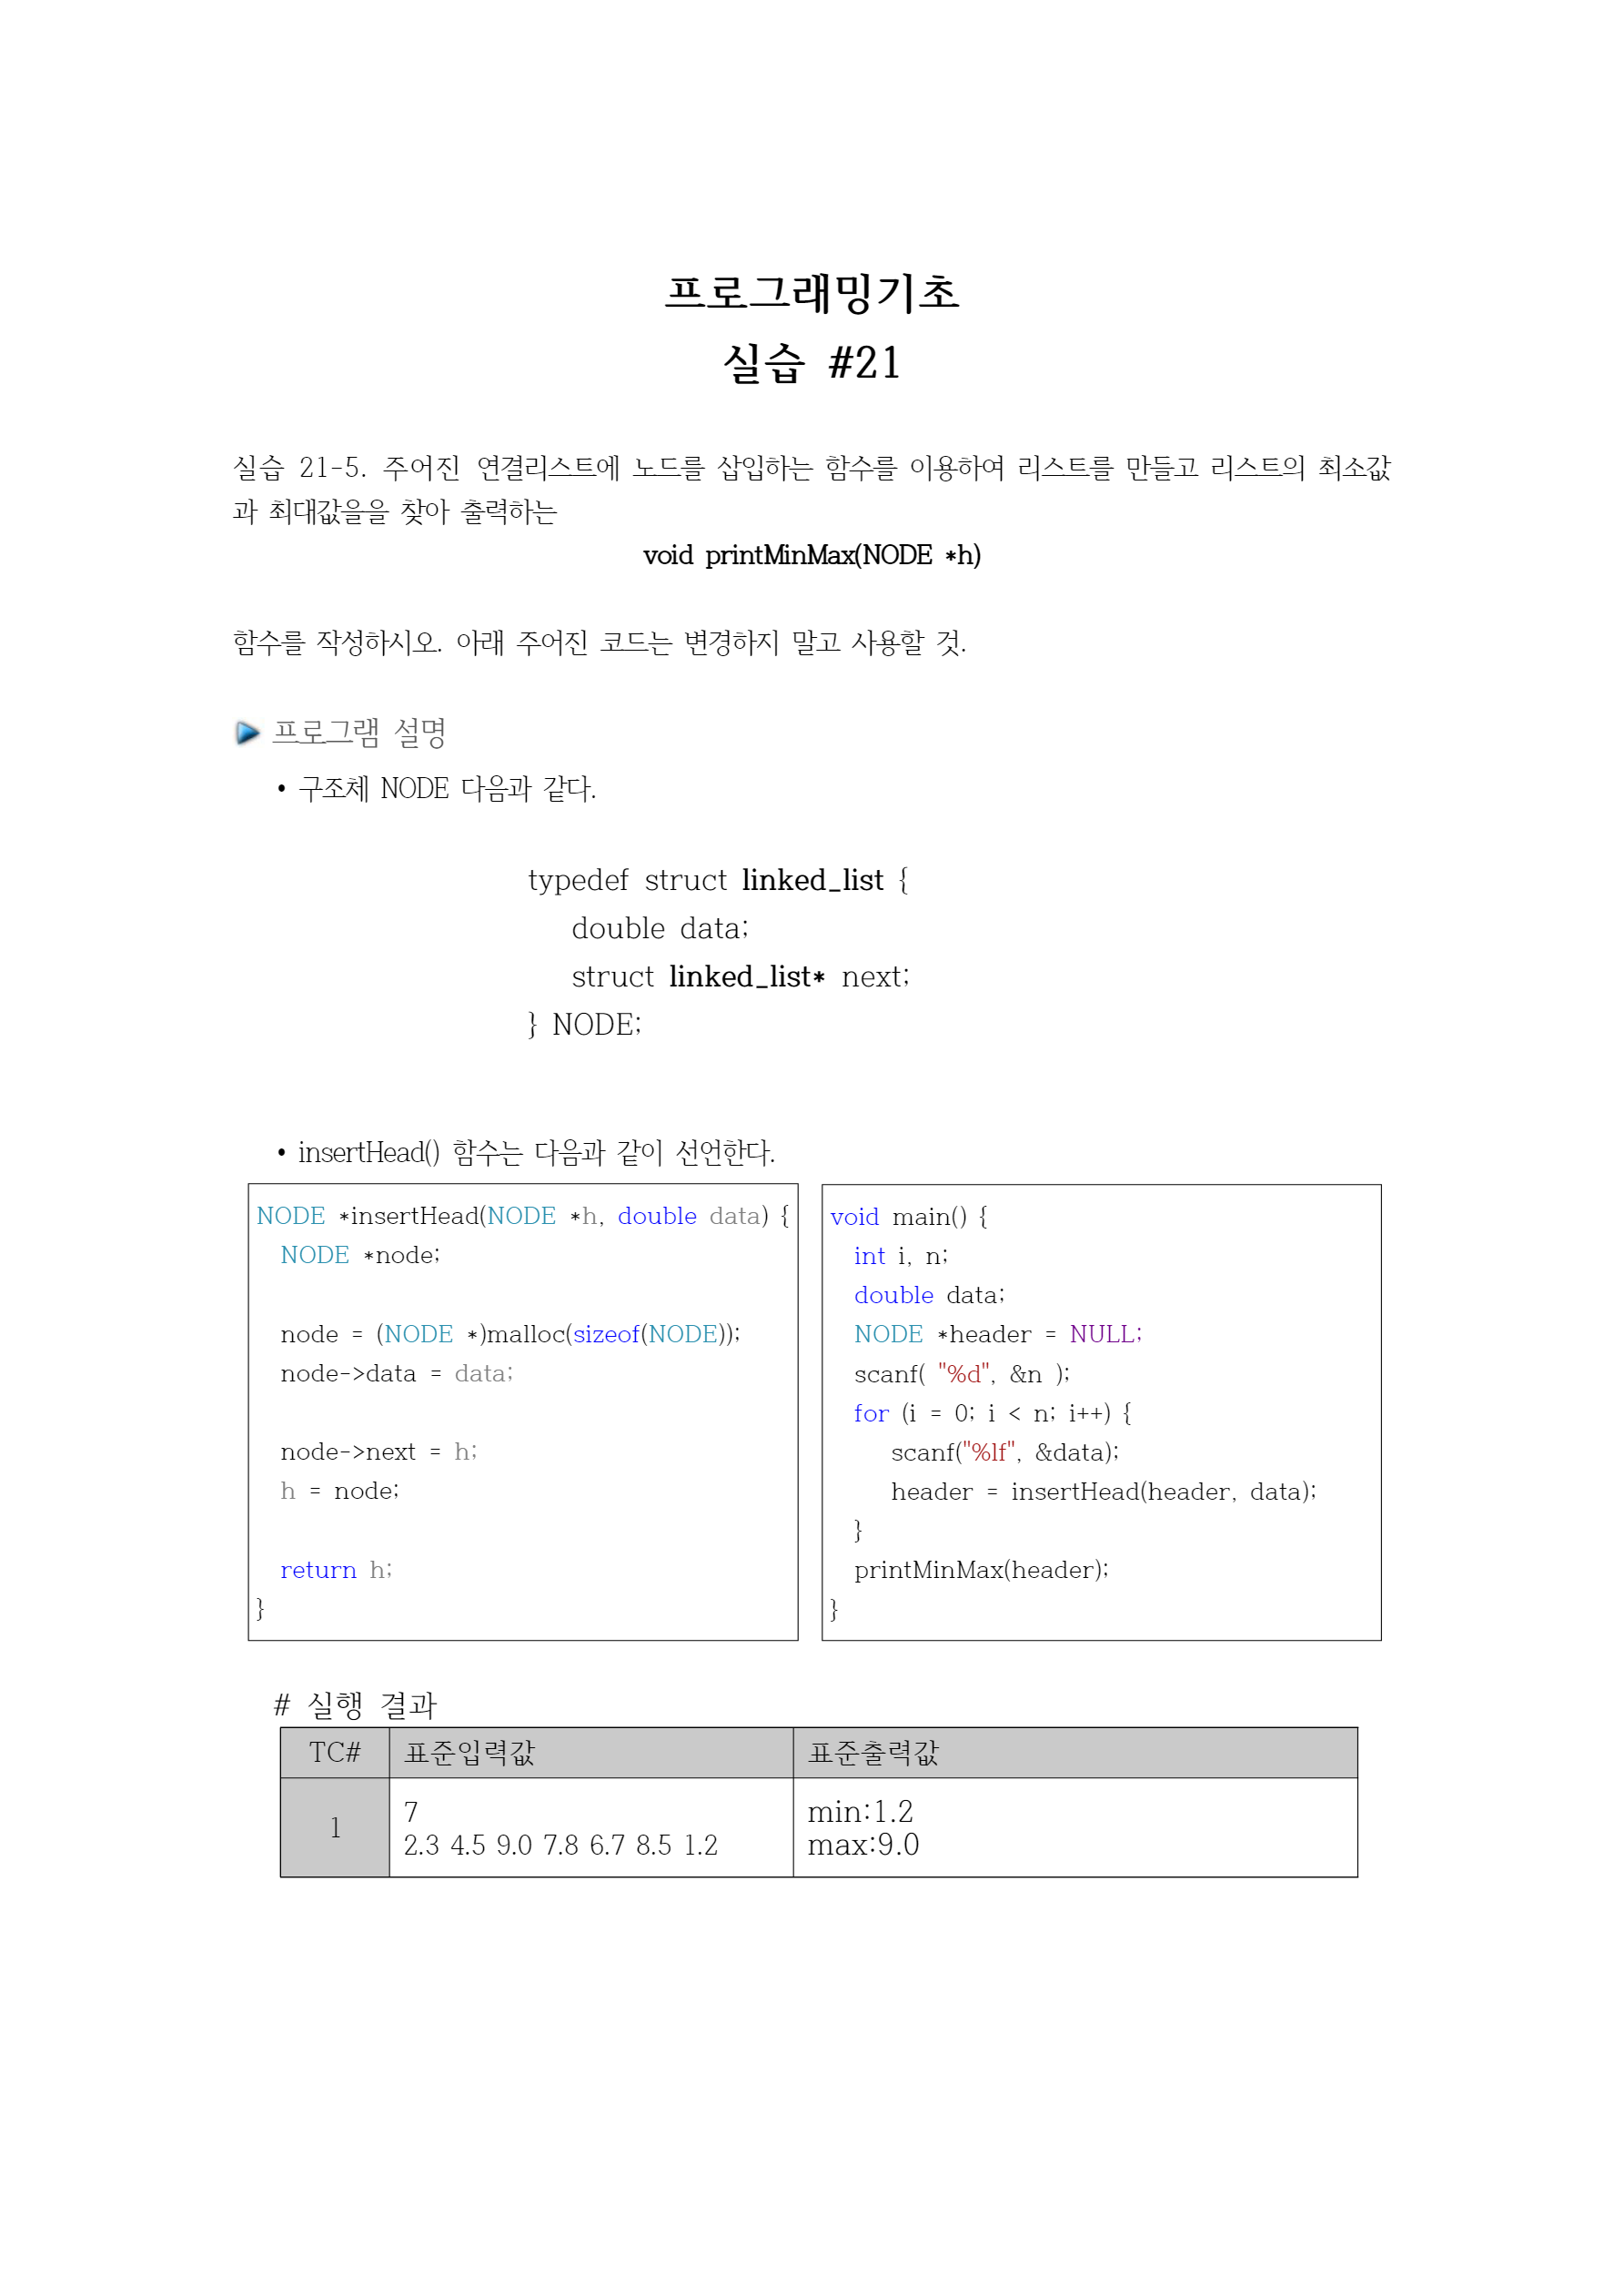 프로그래밍기초
실습 #21
실습 21-5. 주어진 연결리스트에 노드를 삽입하는 함수를 이용하여 리스트를 만들고 리스트의 최소값
과 최대값을을 찾아 출력하는
void printMinMax(NODE *h)
함수를 작성하시오. 아래 주어진 코드는 변경하지 말고 사용할 것.
프로그램 설명
• 구조체 NODE 다음과 같다.
typedef struct linked_list {
double data;
struct linked_list* next;
} NODE;
• insertHead() 함수는 다음과 같이 선언한다.
NODE *insertHead(NODE *h, double data) {
NODE *node;
node = (NODE *)malloc(sizeof(NODE));
node->data = data;
node->next = h;
h = node;
return h;
}
void main() {
int i, n;
double data;
NODE *header = NULL;
scanf( "%d", &n );
for (i = 0; i < n; i++) {
scanf("%lf", &data);
header = insertHead(header, data);
}
printMinMax(header);
}
# 실행 결과
TC# 표준입력값 표준출력값
1
7
2.3 4.5 9.0 7.8 6.7 8.5 1.2
min:1.2
max:9.0